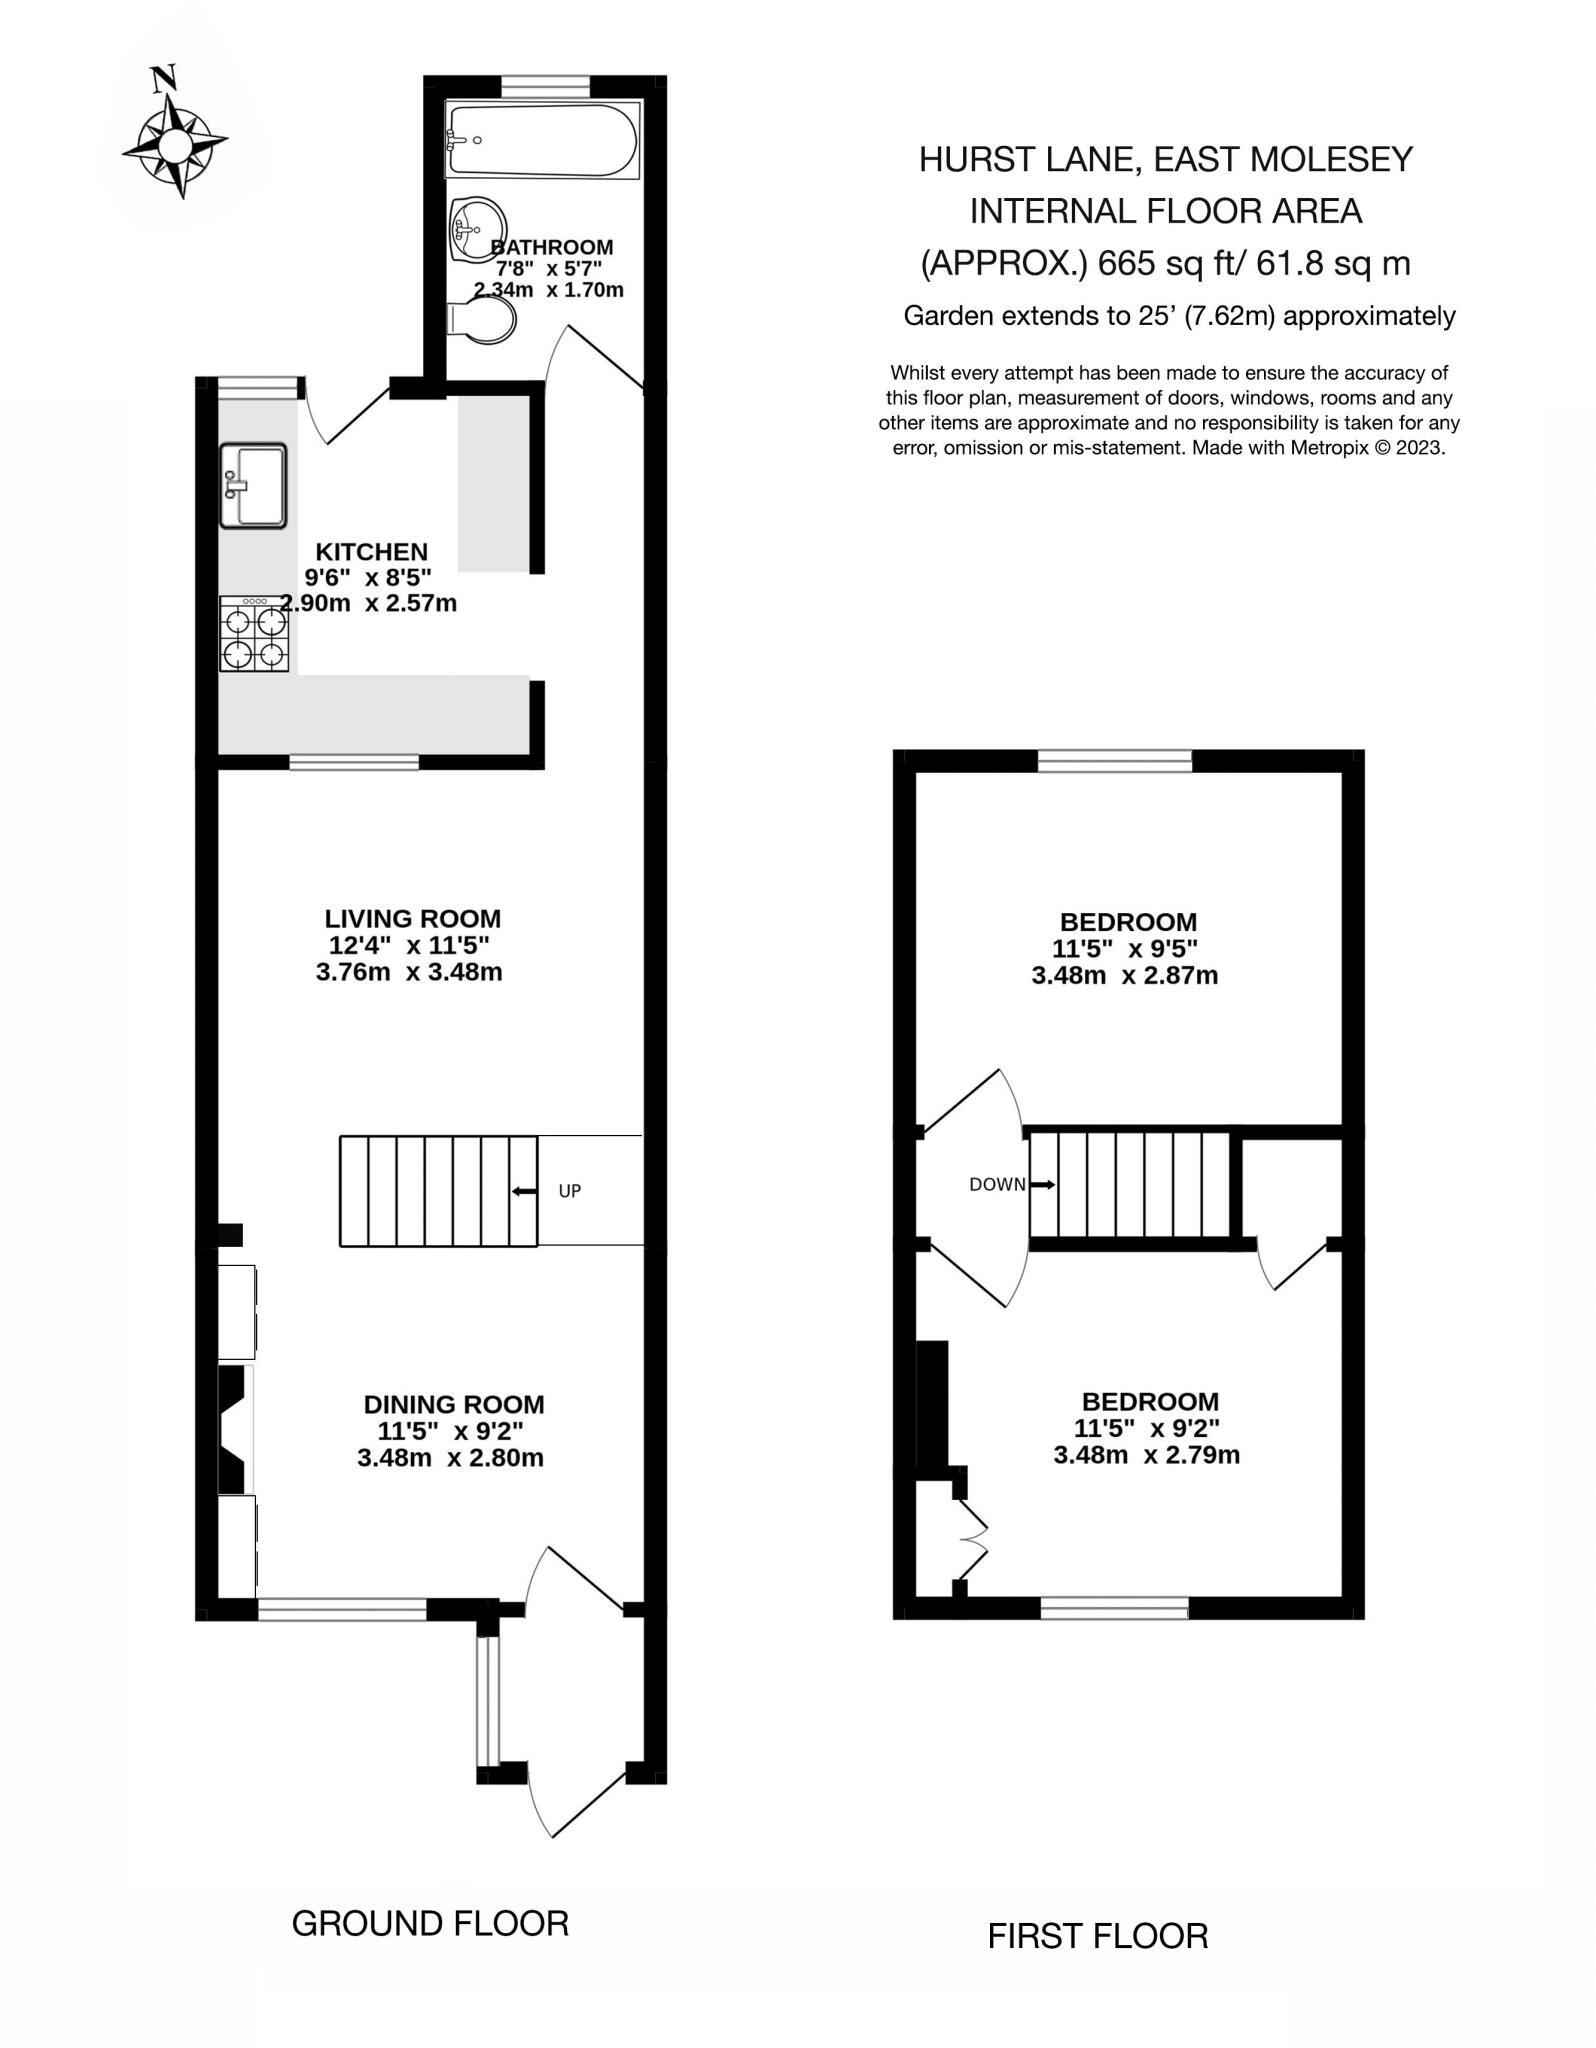 N
HURST LANE, EAST MOLESEY
INTERNAL FLOOR AREA
(APPROX.) 665 sq ft/ 61.8 sq m
Garden extends to 25’ (7.62m) approximately
Whilst every attempt has been made to ensure the accuracy of
this floor plan, measurement of doors, windows, rooms and any
other items are approximate and no responsibility is taken for any
error, omission or mis-statement. Made with Metropix © 2023.
BATHROOM
7'8" x 5'7"
2.34m x 1.70m
KITCHEN
9'6" x 8'5"
2.90m x 2.57m
LIVING ROOM
12'4" x 11'5"
3.76m x 3.48m
UP
DINING ROOM
11'5" x 9'2"
3.48m x 2.80m
GROUND FLOOR
BEDROOM
11'5" x 9'5"
3.48m x 2.87m
DOWN
BEDROOM
11'5" x 9'2"
3.48m x 2.79m
FIRST FLOOR